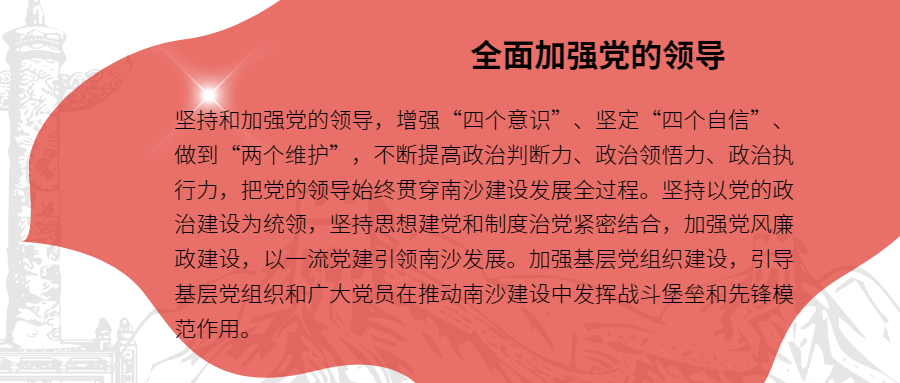 全面加强党的领导
坚持和加强党的领导，增强“四个意识”、坚定“四个自信”、
做到“两个维护”，不断提高政治判断力、政治领悟力、政治执
行力，把党的领导始终贯穿南沙建设发展全过程。坚持以党的政
治建设为统领，坚持思想建党和制度治党紧密结合，加强党风廉
政建设，以一流党建引领南沙发展。加强基层党组织建设，引导
基层党组织和广大党员在推动南沙建设中发挥战斗堡垒和先锋模
范作用。